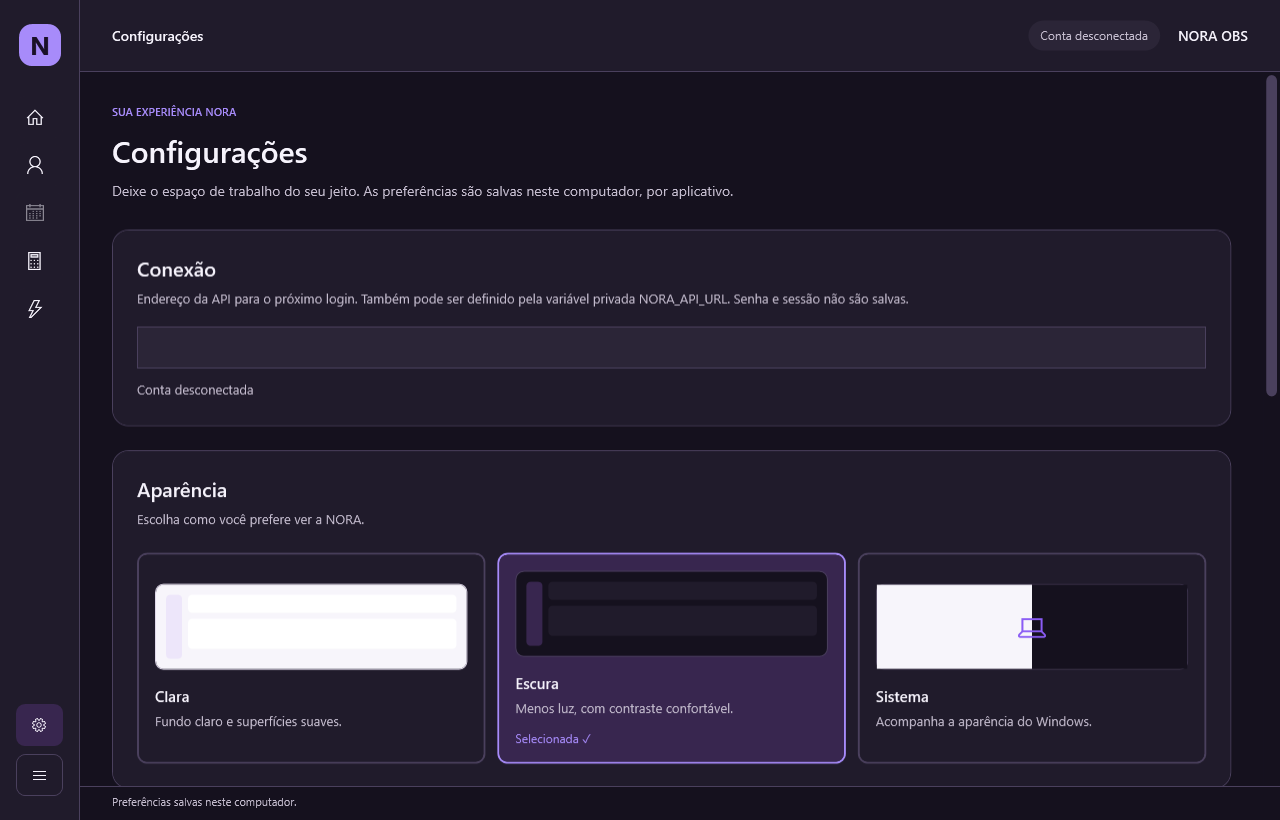 N
Configurações
Conta desconectada
NORA OBS
SUA EXPERIÊNCIA NORA
Configurações
Deixe o espaço de trabalho do seu jeito. As preferências são salvas neste computador, por aplicativo.
Conexão
Endereço da API para o próximo login. Também pode ser definido pela variável privada NORA_API_URL. Senha e sessão não são salvas.
Conta desconectada
Aparência
Escolha como você prefere ver a NORA.
Clara
Fundo claro e superfícies suaves.
Escura
Menos luz, com contraste confortável.
Selecionada ✓
Sistema
Acompanha a aparência do Windows.
Preferências salvas neste computador.